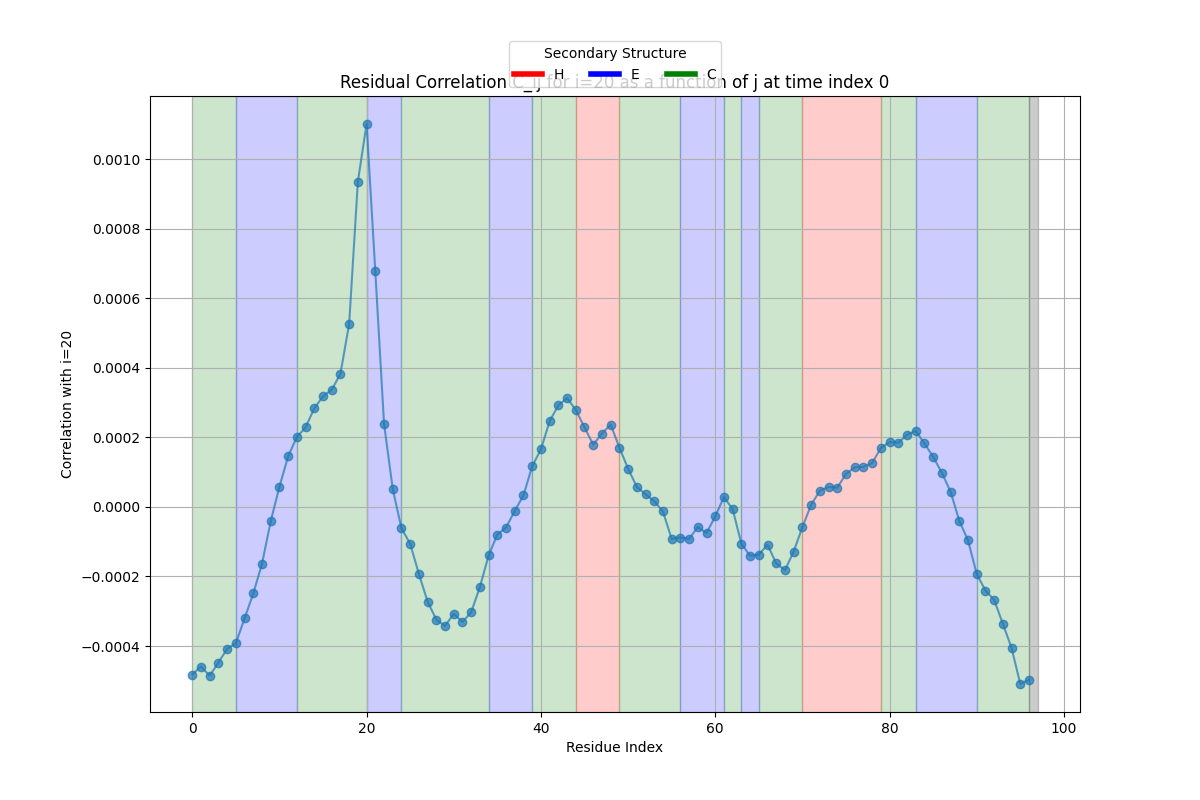 Secondary Structure
H E C
Residual Correlation C_ij for i=20 as a function of j at time index 0
0.0010
0.0008
0.0006
0.0004
0.0002
0.0000
−0.0002
−0.0004
Correlation with i=20
0 20 40 60 80 100
Residue Index